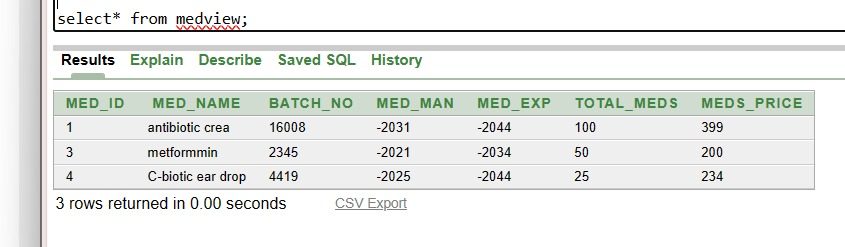 select* from medview;
Results Explain Describe Saved SQL History
MED_ID MED_NAME BATCH_NO MED_MAN MED_EXP TOTAL_MEDS MEDS_PRICE
1 antibiotic crea 16008 -2031 -2044 100 399
3 metformmin 2345 -2021 -2034 50 200
4 C-biotic ear drop 4419 -2025 -2044 25 234
3 rows returned in 0.00 seconds CSV Export